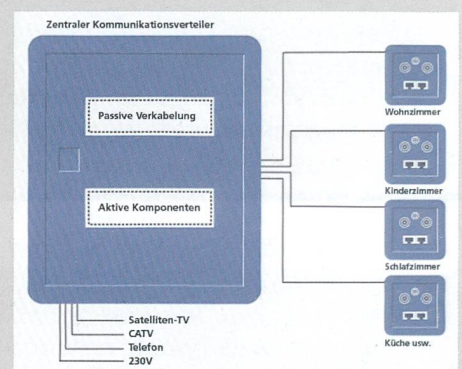 Zentraler Kommunikationsverteiler
Passive Verkabelung
Aktive Komponenten
Wohnzimmer
Kinderzimmer
Schlafzimmer
Küche usw.
Satelliten-TV
CATV
Telefon
230V